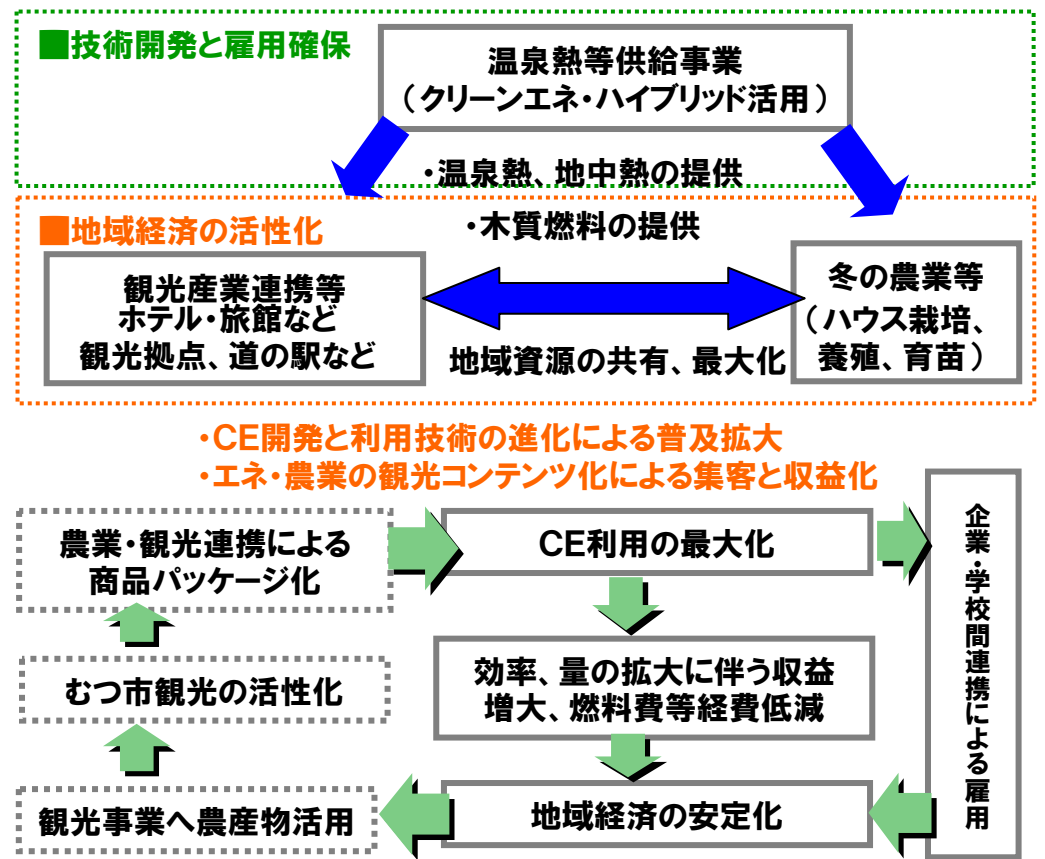 ■技術開発と雇用確保
温泉熱等供給事業
（クリーンエネ・ハイブリッド活用）
・温泉熱、地中熱の提供
・木質燃料の提供
■地域経済の活性化
観光産業連携等
ホテル・旅館など
観光拠点、道の駅など
冬の農業等
（ハウス栽培、
養殖、育苗）
地域資源の共有、最大化
・CE開発と利用技術の進化による普及拡大
・エネ・農業の観光コンテンツ化による集客と収益化
農業・観光連携による
商品パッケージ化
CE利用の最大化
企業・学校間連携による雇用
効率、量の拡大に伴う収益
増大、燃料費等経費低減
むつ市観光の活性化
観光事業へ農産物活用
地域経済の安定化